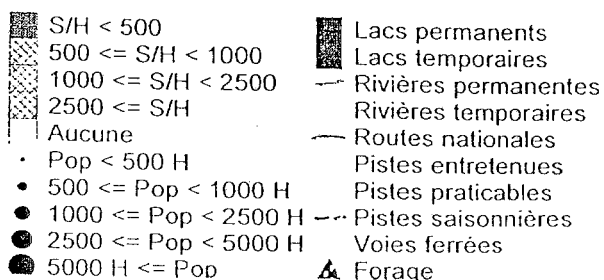 S/H < 500
500 <= S/H < 1000
1000 <= S/H < 2500
2500 <= S/H
Aucune
Pop < 500 H
500 <= Pop < 1000 H
1000 <= Pop < 2500 H
2500 <= Pop < 5000 H
5000 H <= Pop
Lacs permanents
Lacs temporaires
Rivières permanentes
Rivières temporaires
Routes nationales
Pistes entretenues
Pistes praticables
Pistes saisonnières
Voies ferrées
Forage